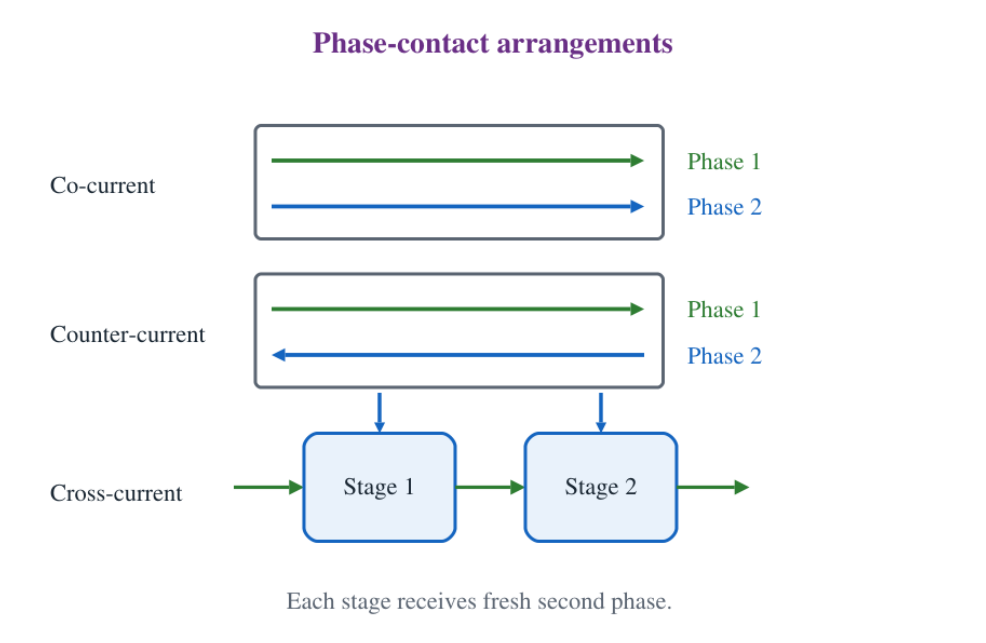 Phase-contact arrangements
Co-current
Phase 1
Phase 2
Counter-current
Phase 1
Phase 2
Cross-current
Stage 1
Stage 2
Each stage receives fresh second phase.